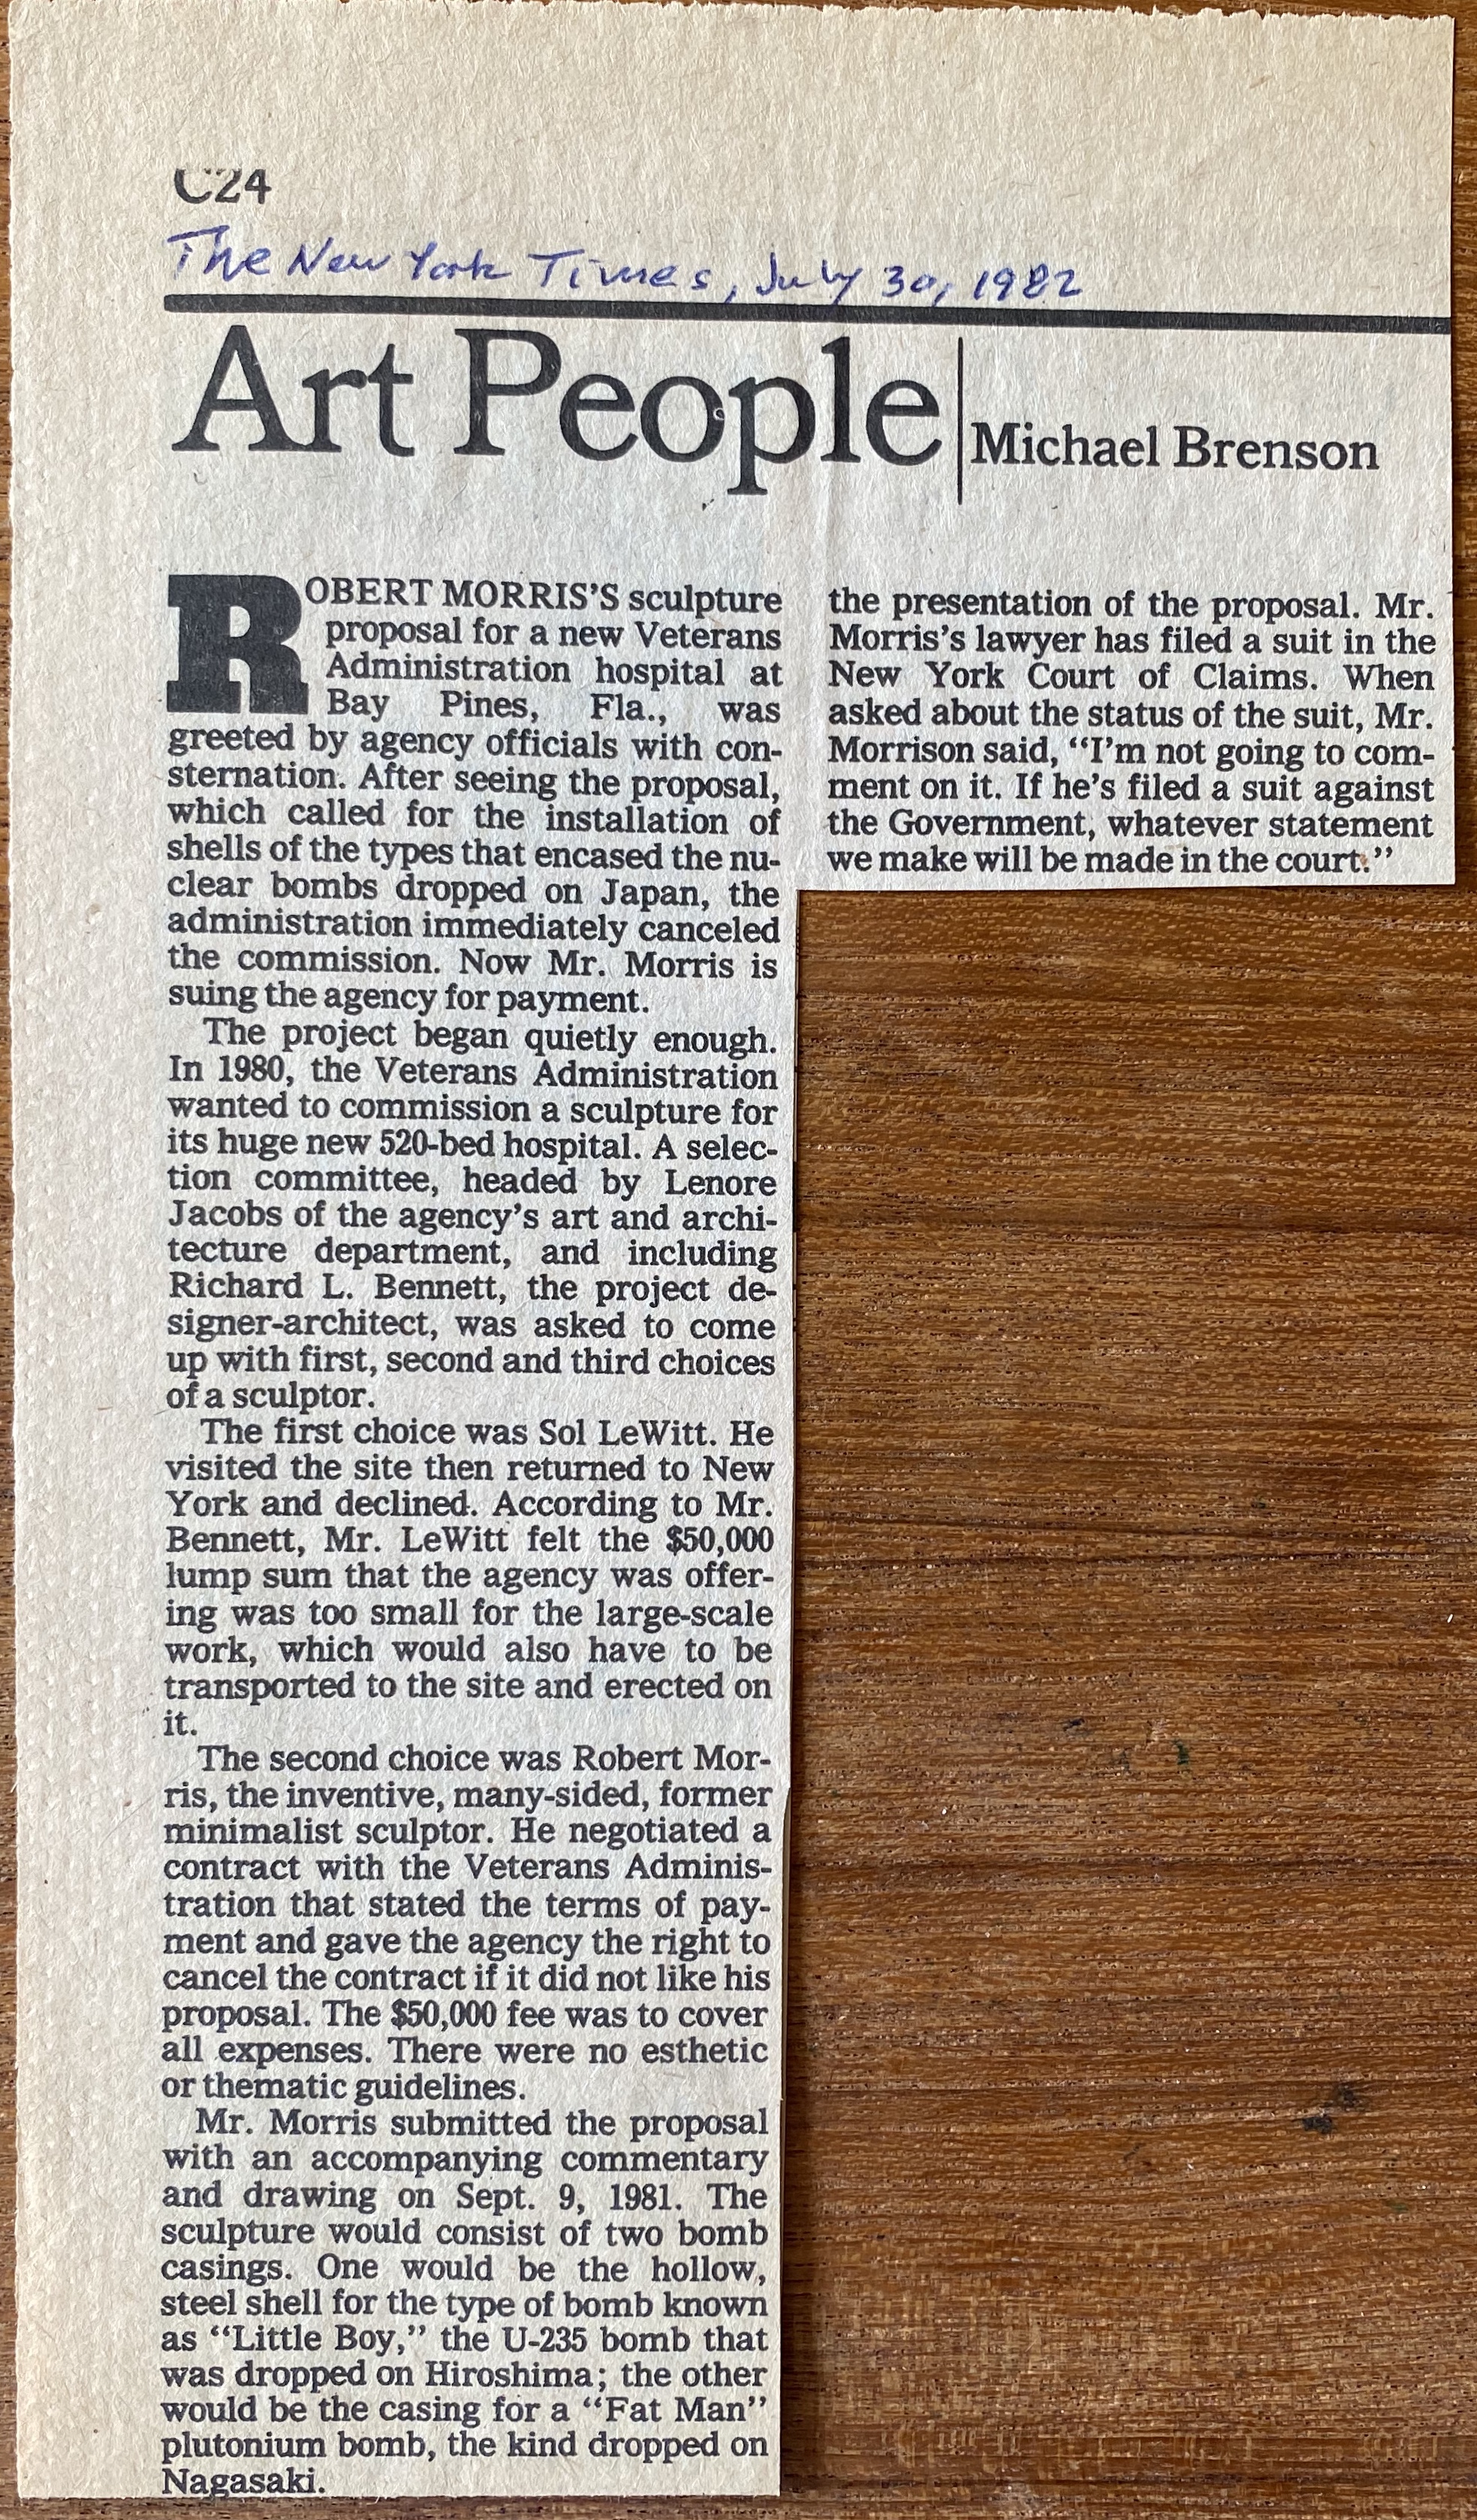 C24
The New York Times, July 30, 1982
Art People
Michael Brenson
ROBERT MORRIS'S sculpture
proposal for a new Veterans
Administration hospital at
Bay Pines, Fla., was
greeted by agency officials with con-
sternation. After seeing the proposal,
which called for the installation of
shells of the types that encased the nu-
clear bombs dropped on Japan, the
administration immediately canceled
the commission. Now Mr. Morris is
suing the agency for payment.
The project began quietly enough.
In 1980, the Veterans Administration
wanted to commission a sculpture for
its huge new 520-bed hospital. A selec-
tion committee, headed by Lenore
Jacobs of the agency's art and archi-
tecture department, and including
Richard L. Bennett, the project de-
signer-architect, was asked to come
up with first, second and third choices
of a sculptor.
The first choice was Sol LeWitt. He
visited the site then returned to New
York and declined. According to Mr.
Bennett, Mr. LeWitt felt the $50,000
lump sum that the agency was offer-
ing was too small for the large-scale
work, which would also have to be
transported to the site and erected on
it.
The second choice was Robert Mor-
ris, the inventive, many-sided, former
minimalist sculptor. He negotiated a
contract with the Veterans Adminis-
tration that stated the terms of pay-
ment and gave the agency the right to
cancel the contract if it did not like his
proposal. The $50,000 fee was to cover
all expenses. There were no esthetic
or thematic guidelines.
Mr. Morris submitted the proposal
with an accompanying commentary
and drawing on Sept. 9, 1981. The
sculpture would consist of two bomb
casings. One would be the hollow,
steel shell for the type of bomb known
as “Little Boy,” the U-235 bomb that
was dropped on Hiroshima; the other
would be the casing for a “Fat Man”
plutonium bomb, the kind dropped on
Nagasaki.
the presentation of the proposal. Mr.
Morris's lawyer has filed a suit in the
New York Court of Claims. When
asked about the status of the suit, Mr.
Morrison said, “I'm not going to com-
ment on it. If he's filed a suit against
the Government, whatever statement
we make will be made in the court.”